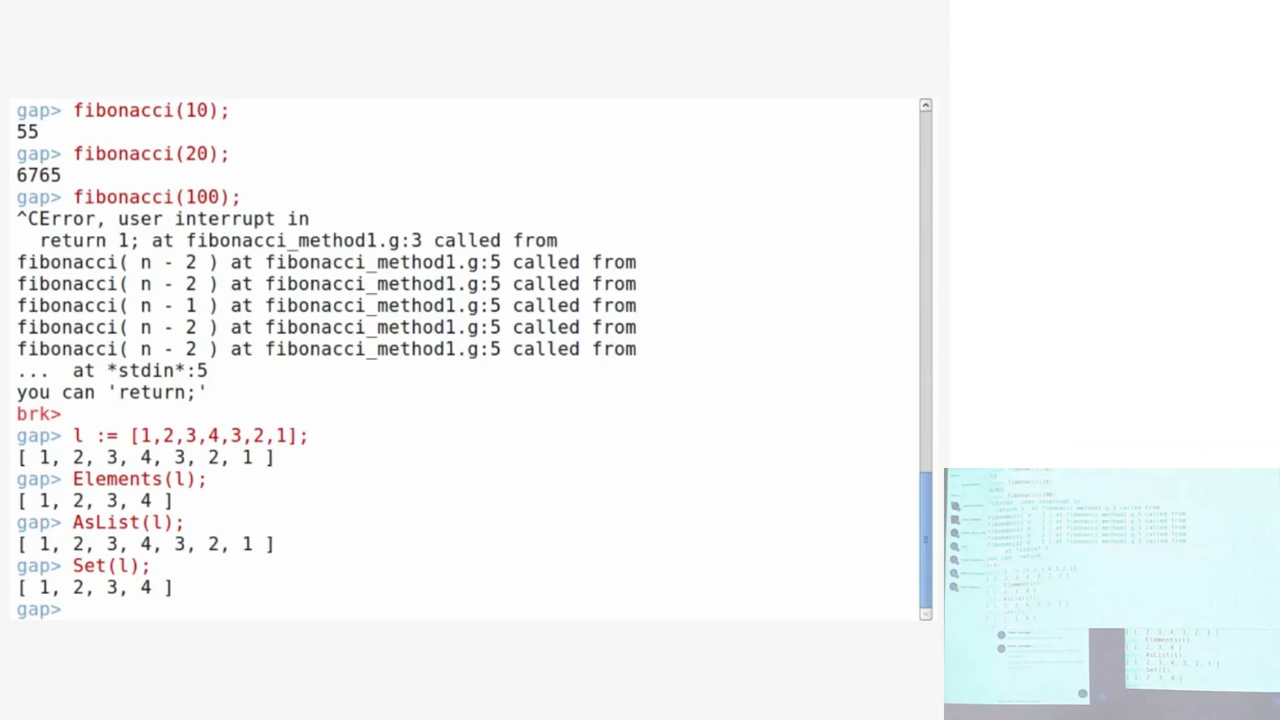 gap> fibonacci(10);
55
gap> fibonacci(20);
6765
gap> fibonacci(100);
^CError, user interrupt in
  return 1; at fibonacci_method1.g:3 called from
fibonacci( n - 2 ) at fibonacci_method1.g:5 called from
fibonacci( n - 2 ) at fibonacci_method1.g:5 called from
fibonacci( n - 1 ) at fibonacci_method1.g:5 called from
fibonacci( n - 2 ) at fibonacci_method1.g:5 called from
fibonacci( n - 2 ) at fibonacci_method1.g:5 called from
...  at *stdin*:5
you can 'return;'
brk>
gap> l := [1,2,3,4,3,2,1];
[ 1, 2, 3, 4, 3, 2, 1 ]
gap> Elements(l);
[ 1, 2, 3, 4 ]
gap> AsList(l);
[ 1, 2, 3, 4, 3, 2, 1 ]
gap> Set(l);
[ 1, 2, 3, 4 ]
gap>